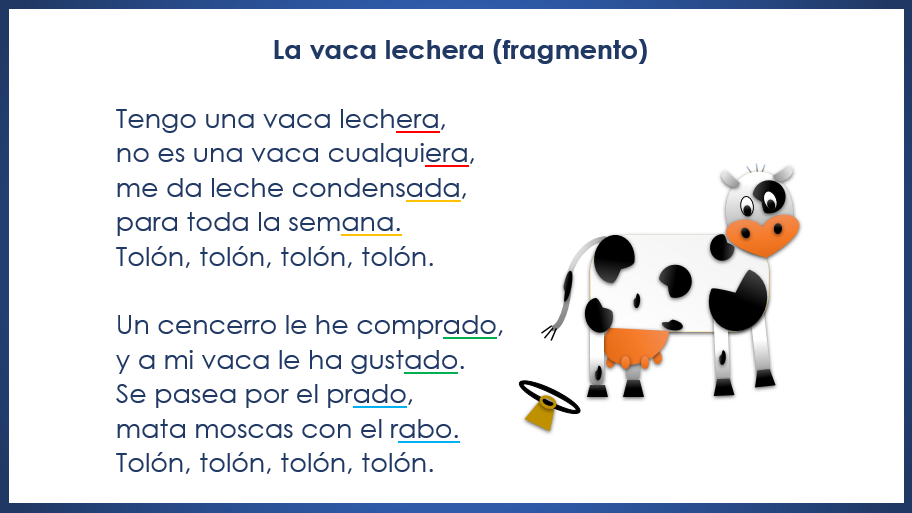 La vaca lechera (fragmento)
Tengo una vaca lechera,
no es una vaca cualquiera,
me da leche condensada,
para toda la semana.
Tolón, tolón, tolón, tolón.
Un cencerro le he comprado,
y a mi vaca le ha gustado.
Se pasea por el prado,
mata moscas con el rabo.
Tolón, tolón, tolón, tolón.